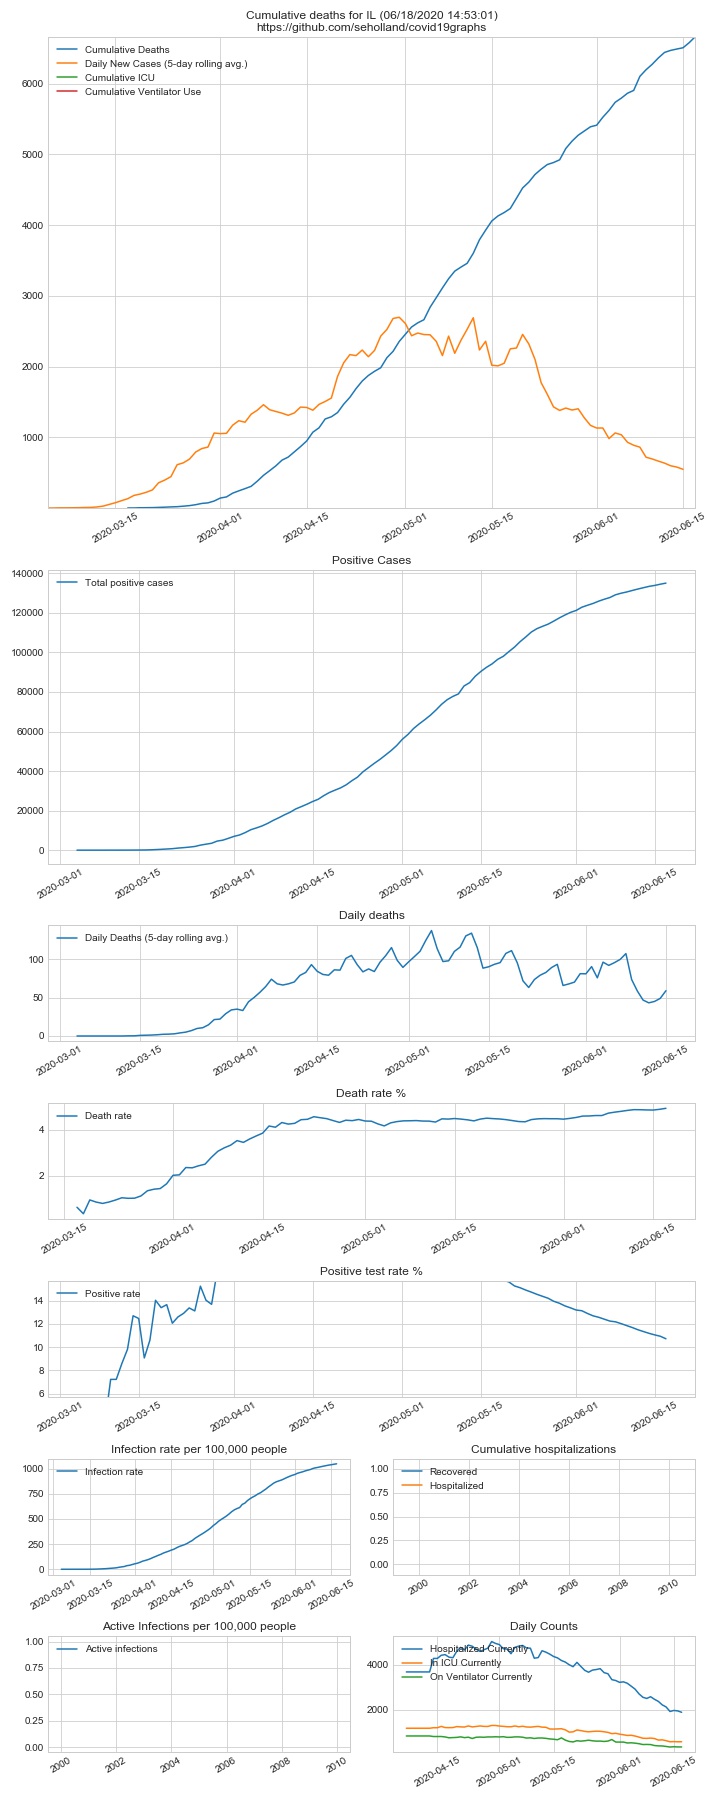 Cumulative deaths for IL (06/18/2020 14:53:01)
https://github.com/seholland/covid19graphs
Cumulative Deaths
Daily New Cases (5-day rolling avg.)
Cumulative ICU
Cumulative Ventilator Use
6000
5000
4000
3000
2000
1000
2020-03-15 2020-04-01 2020-04-15 2020-05-01 2020-05-15 2020-06-01 2020-06-15
Positive Cases
Total positive cases
140000
120000
100000
80000
60000
40000
20000
0
2020-03-01 2020-03-15 2020-04-01 2020-04-15 2020-05-01 2020-05-15 2020-06-01 2020-06-15
Daily deaths
Daily Deaths (5-day rolling avg.)
100
50
0
2020-03-01 2020-03-15 2020-04-01 2020-04-15 2020-05-01 2020-05-15 2020-06-01 2020-06-15
Death rate %
Death rate
4
2
2020-03-15 2020-04-01 2020-04-15 2020-05-01 2020-05-15 2020-06-01 2020-06-15
Positive test rate %
Positive rate
14
12
10
8
6
2020-03-01 2020-03-15 2020-04-01 2020-04-15 2020-05-01 2020-05-15 2020-06-01 2020-06-15
Infection rate per 100,000 people
Infection rate
1000
750
500
250
0
2020-03-01 2020-03-15 2020-04-01 2020-04-15 2020-05-01 2020-05-15 2020-06-01 2020-06-15
Cumulative hospitalizations
Recovered
Hospitalized
1.00
0.75
0.50
0.25
0.00
2000 2002 2004 2006 2008 2010
Active Infections per 100,000 people
Active infections
1.00
0.75
0.50
0.25
0.00
2000 2002 2004 2006 2008 2010
Daily Counts
Hospitalized Currently
In ICU Currently
On Ventilator Currently
4000
2000
2020-04-15 2020-05-01 2020-05-15 2020-06-01 2020-06-15